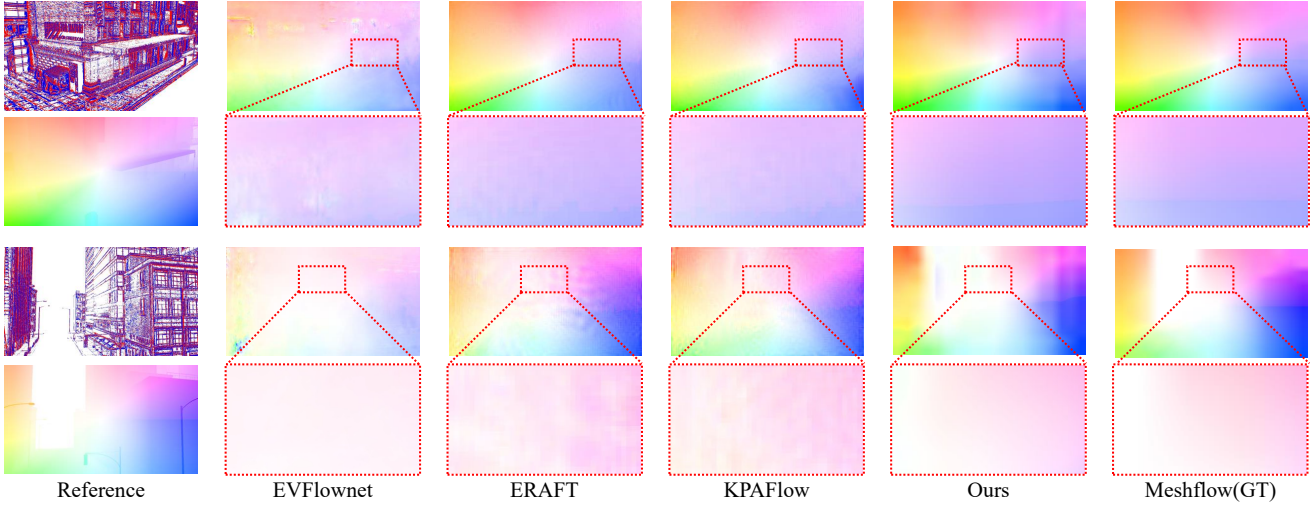 Reference
EVFlownet
ERAFT
KPAFlow
Ours
Meshflow(GT)